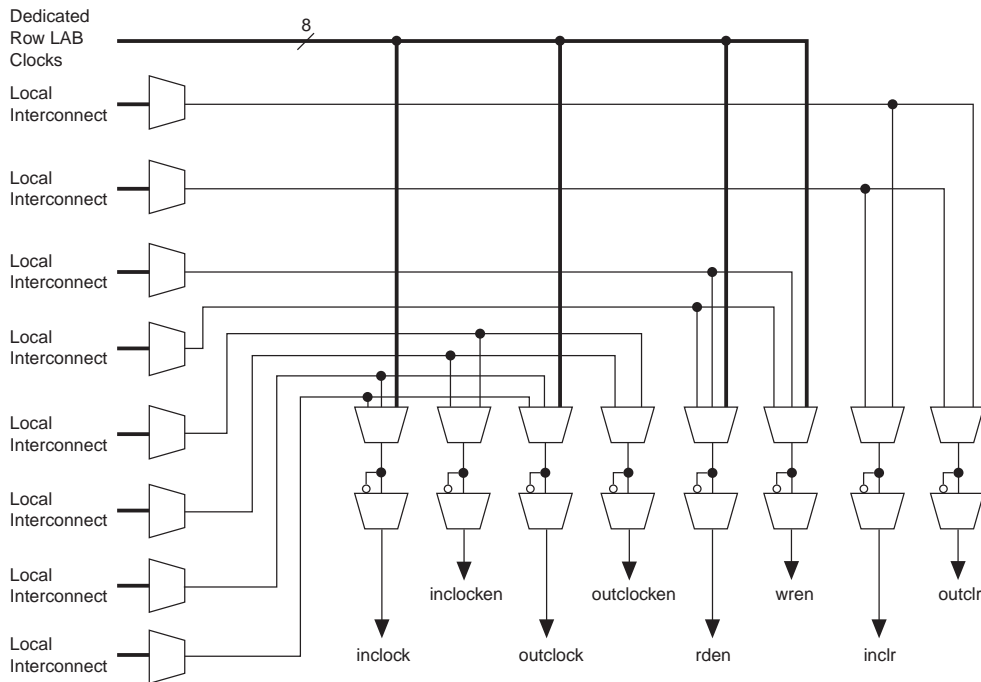 Dedicated
Row LAB
Clocks
8
Local
Interconnect
Local
Interconnect
Local
Interconnect
Local
Interconnect
Local
Interconnect
Local
Interconnect
Local
Interconnect
Local
Interconnect
inclocken
outclocken
wren
outclr
inclock
outclock
rden
inclr